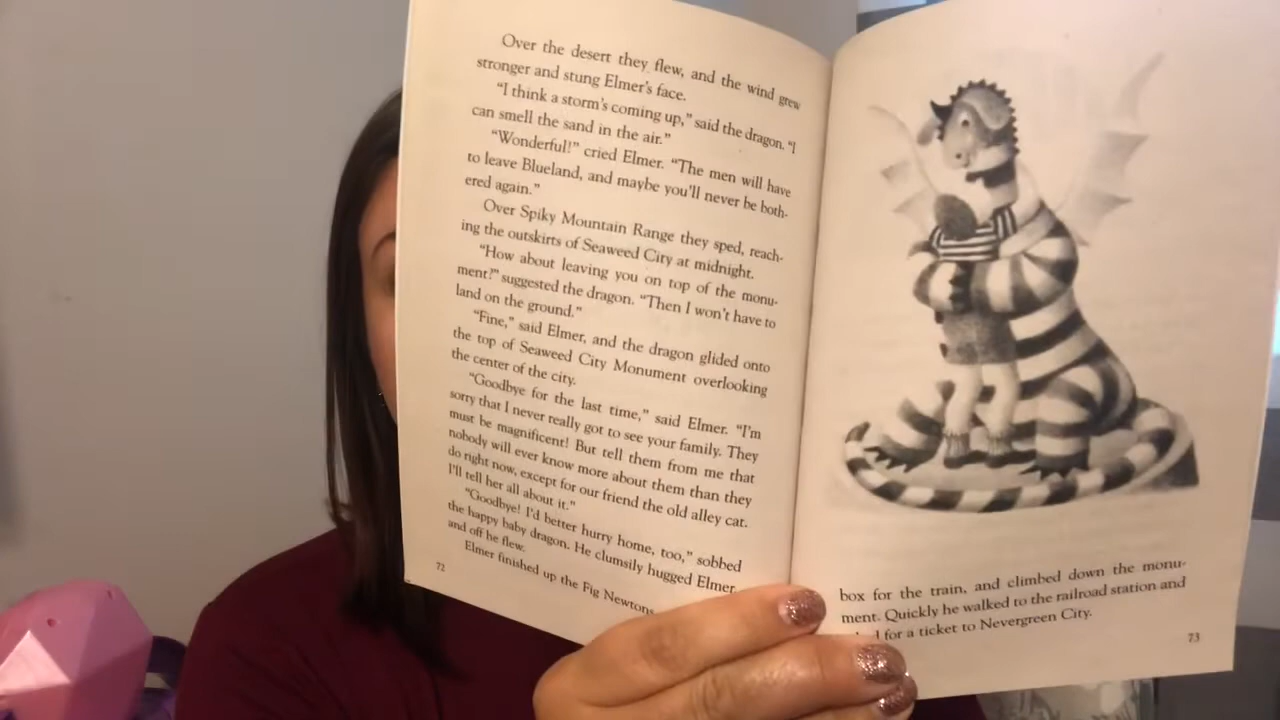 Over the desert they flew, and the wind grew
stronger and stung Elmer's face.
"I think a storm's coming up," said the dragon. "I
can smell the sand in the air."
"Wonderful!" cried Elmer. "The men will have
to leave Blueland, and maybe you'll never be both-
ered again."
Over Spiky Mountain Range they sped, reach-
ing the outskirts of Seaweed City at midnight.
"How about leaving you on top of the monu-
ment?" suggested the dragon. "Then I won't have to
land on the ground."
"Fine," said Elmer, and the dragon glided onto
the top of Seaweed City Monument overlooking
the center of the city.
"Goodbye for the last time," said Elmer. "I'm
sorry that I never really got to see your family. They
must be magnificent! But tell them from me that
nobody will ever know more about them than they
do right now, except for our friend the old alley cat.
I'll tell her all about it."
"Goodbye! I'd better hurry home, too," sobbed
the happy baby dragon. He clumsily hugged Elmer,
and off he flew.
Elmer finished up the Fig Newtons
72
box for the train, and climbed down the monu-
ment. Quickly he walked to the railroad station and
for a ticket to Nevergreen City.
73